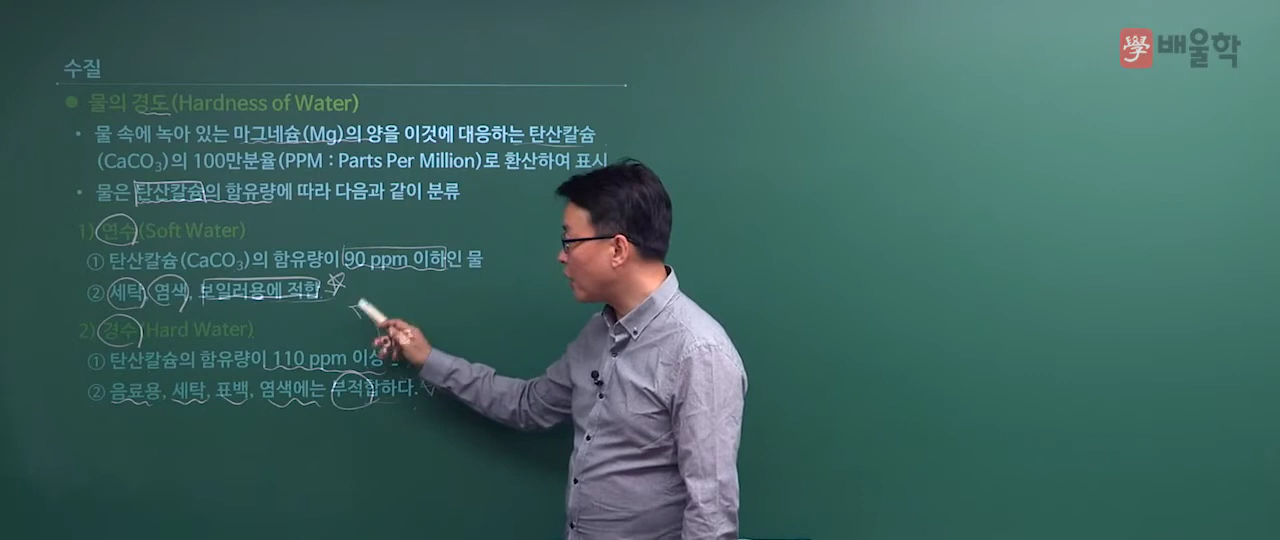 學 배울학
수질
● 물의 경도(Hardness of Water)
• 물 속에 녹아 있는 마그네슘(Mg)의 양을 이것에 대응하는 탄산칼슘
(CaCO₃)의 100만분율(PPM : Parts Per Million)로 환산하여 표시
• 물은 탄산칼슘의 함유량에 따라 다음과 같이 분류
1) 연수(Soft Water)
① 탄산칼슘(CaCO₃)의 함유량이 90 ppm 이하인 물
② 세탁, 염색, 보일러용에 적합
2) 경수(Hard Water)
① 탄산칼슘의 함유량이 110 ppm 이상
② 음료용, 세탁, 표백, 염색에는 부적합하다.